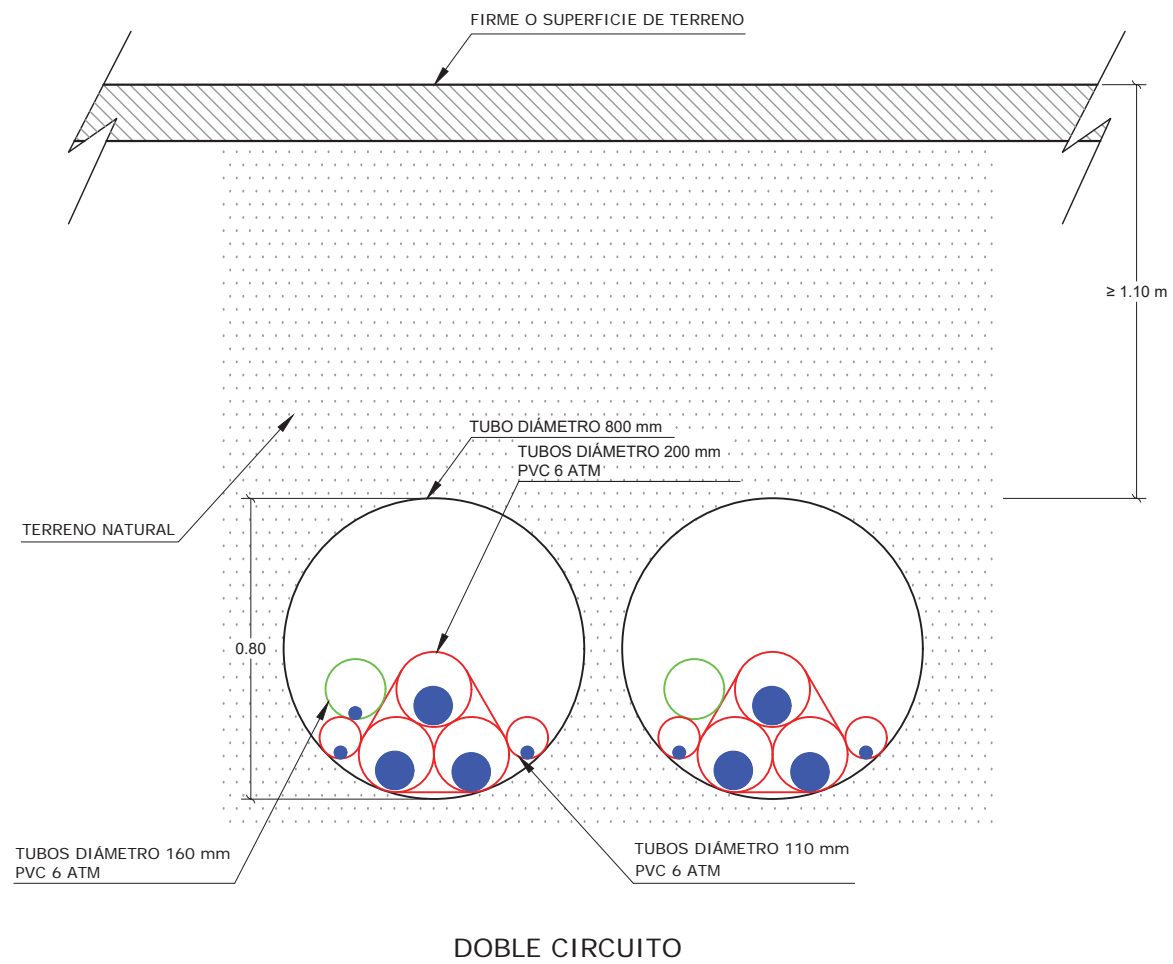 FIRME O SUPERFICIE DE TERRENO
≥ 1.10 m
TUBO DIÁMETRO 800 mm
TUBOS DIÁMETRO 200 mm
PVC 6 ATM
TERRENO NATURAL
0.80
TUBOS DIÁMETRO 160 mm
PVC 6 ATM
TUBOS DIÁMETRO 110 mm
PVC 6 ATM
DOBLE CIRCUITO